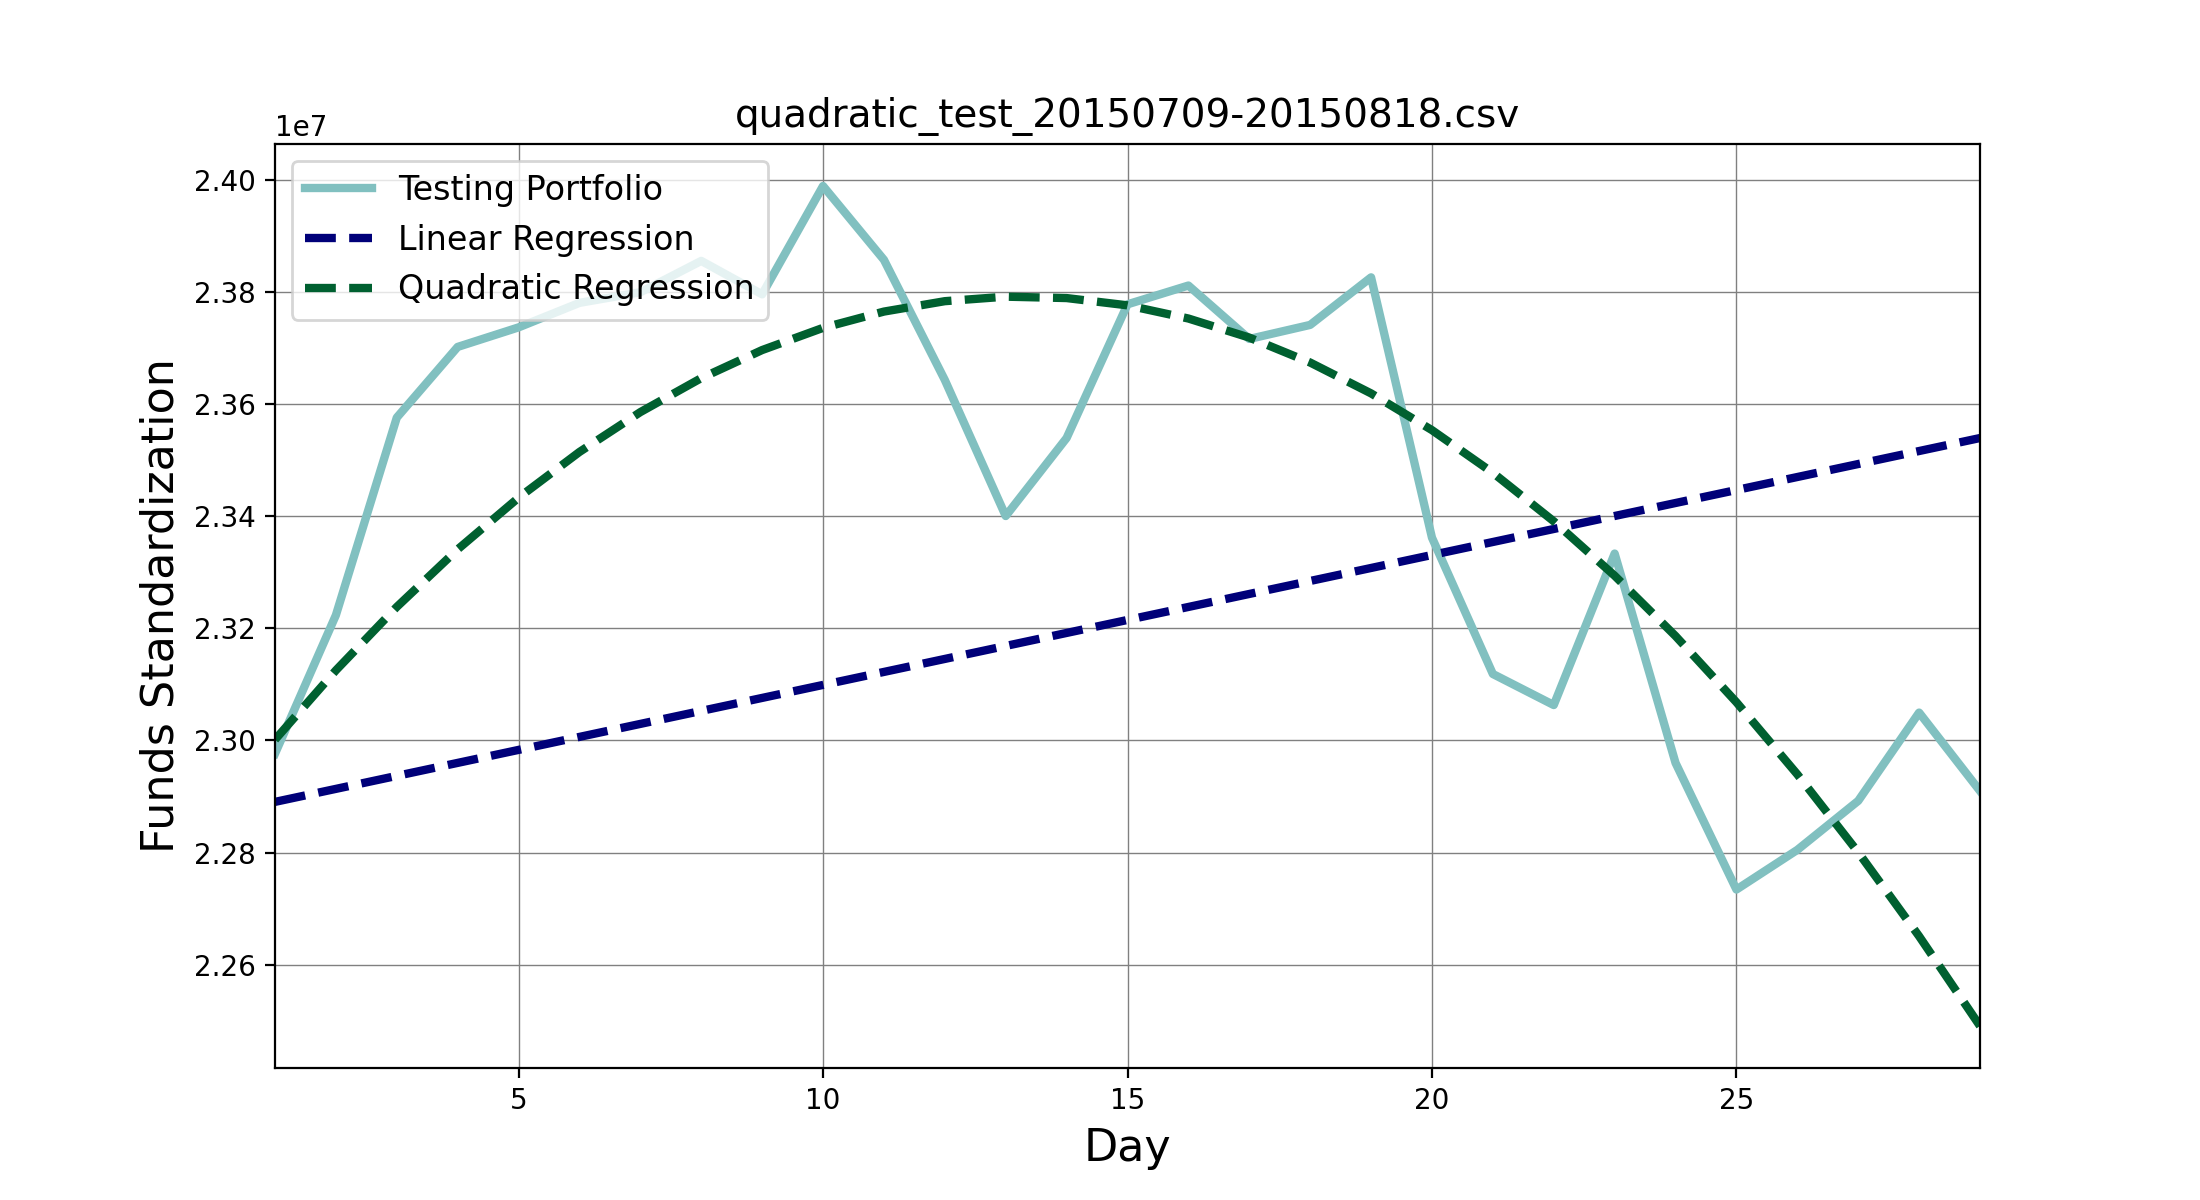 quadratic_test_20150709-20150818.csv
1e7
Testing Portfolio
Linear Regression
Quadratic Regression
2.40
2.38
2.36
2.34
2.32
2.30
2.28
2.26
Funds Standardization
5 10 15 20 25
Day